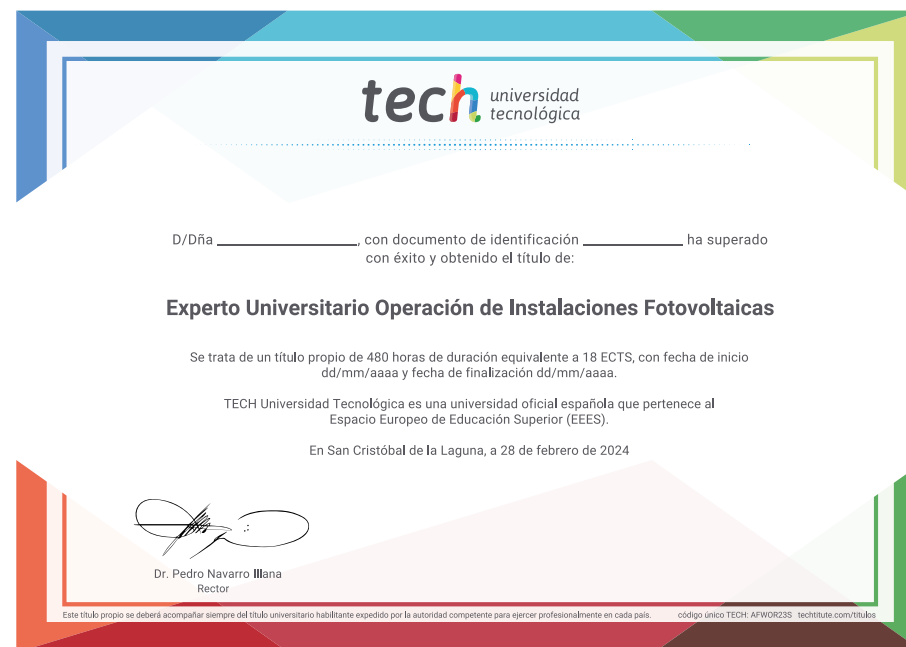 tech universidad
tecnológica
D/Dña ________________, con documento de identificación ____________ ha superado
con éxito y obtenido el título de:
Experto Universitario Operación de Instalaciones Fotovoltaicas
Se trata de un título propio de 480 horas de duración equivalente a 18 ECTS, con fecha de inicio
dd/mm/aaaa y fecha de finalización dd/mm/aaaa.
TECH Universidad Tecnológica es una universidad oficial española que pertenece al
Espacio Europeo de Educación Superior (EEES).
En San Cristóbal de la Laguna, a 28 de febrero de 2024
Dr. Pedro Navarro Illana
Rector
Este título propio se deberá acompañar siempre del título universitario habilitante expedido por la autoridad competente para ejercer profesionalmente en cada país. código único TECH: AFWOR23S techtitute.com/titulos